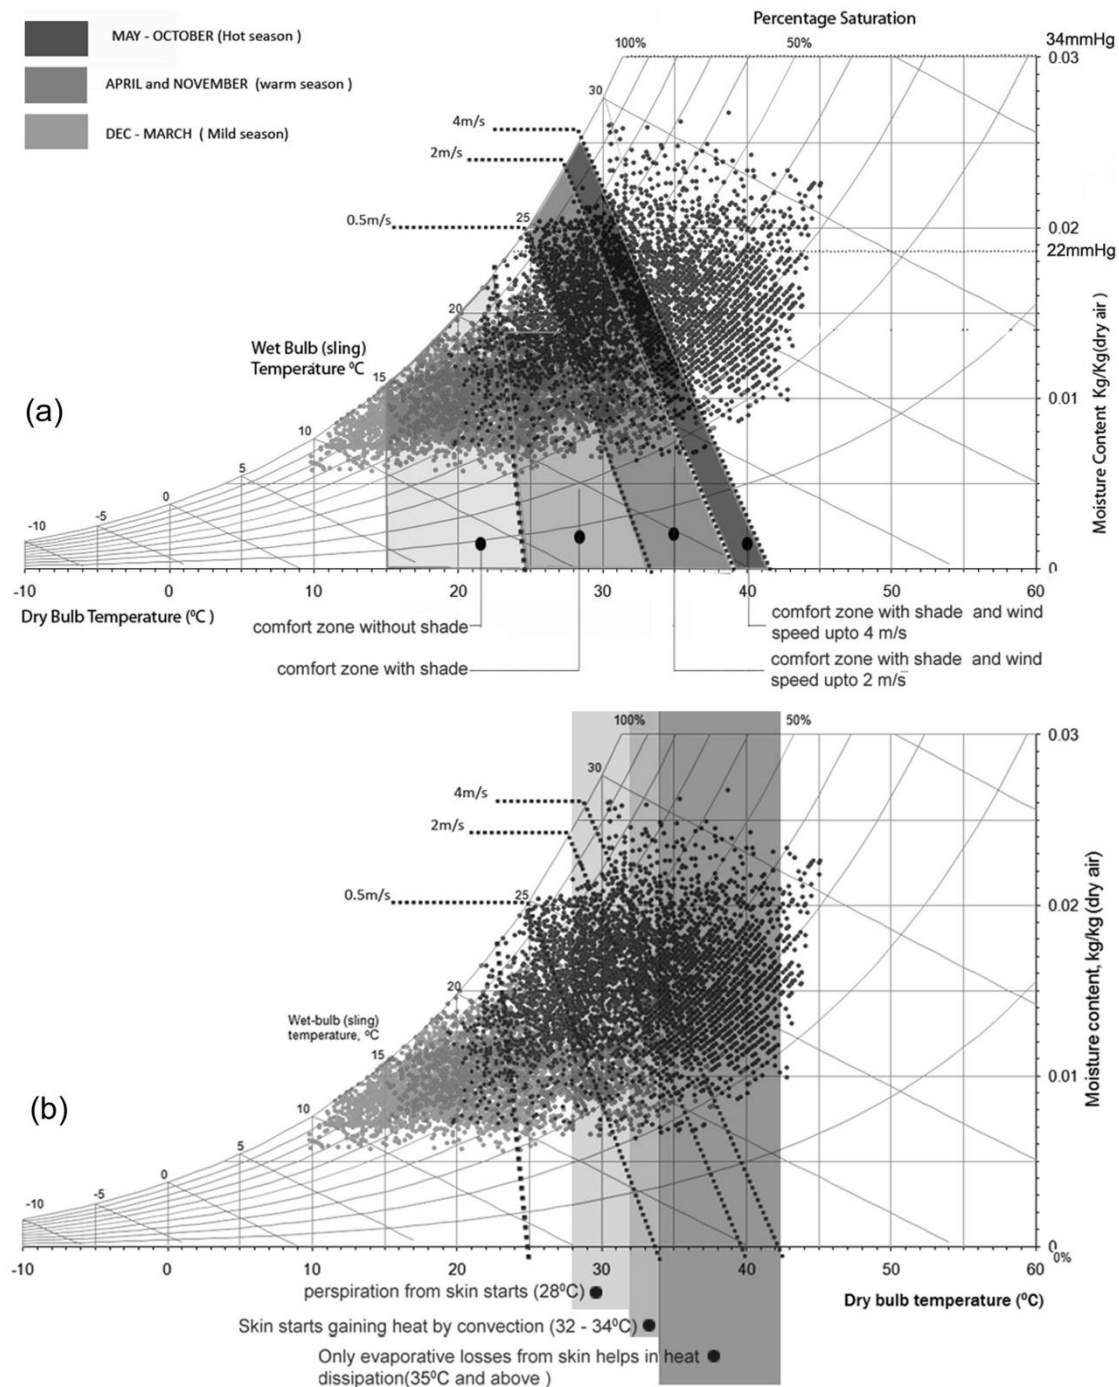 Percentage Saturation
MAY - OCTOBER (Hot season )
APRIL and NOVEMBER (warm season )
DEC - MARCH ( Mild season)
100%
50%
34mmHg
0.03
30
4m/s
2m/s
0.5m/s
25
0.02
22mmHg
20
Wet Bulb (sling)
Temperature ⁰C
15
(a)
10
0.01
5
0
-5
-10
0
Moisture Content Kg/Kg(dry air )
-10 0 10 20 30 40 50 60
Dry Bulb Temperature (⁰C )
comfort zone without shade
comfort zone with shade and wind
speed upto 4 m/s
comfort zone with shade
comfort zone with shade and wind
speed upto 2 m/s
100%
50%
0.03
30
4m/s
2m/s
0.5m/s
25
0.02
20
Wet-bulb (sling)
temperature, ⁰C
15
(b)
10
0.01
5
0
-5
-10
0
0%
Moisture content, kg/kg (dry air)
-10 0 10 20 30 40 50 60
perspiration from skin starts (28⁰C)
Dry bulb temperature (⁰C)
Skin starts gaining heat by convection (32 - 34⁰C)
Only evaporative losses from skin helps in heat
dissipation(35⁰C and above )